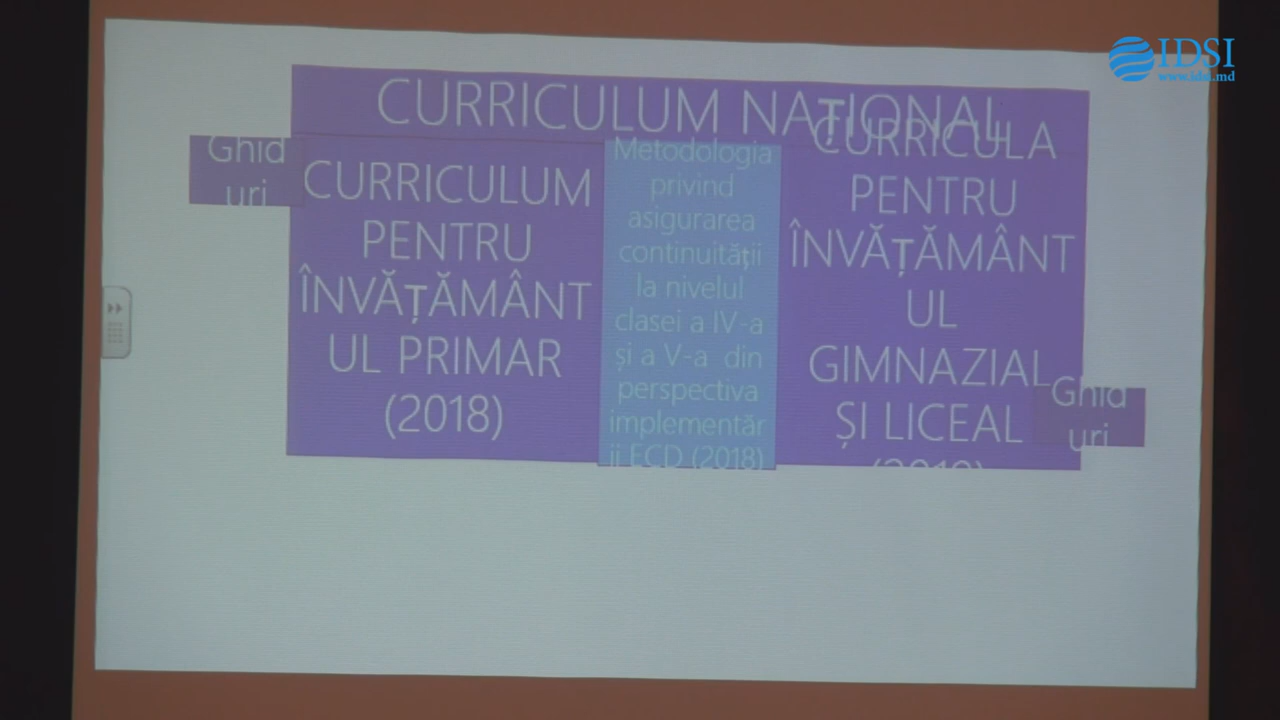 IDSI
www.idsi.md
CURRICULUM NAȚIONAL
Ghid
uri
CURRICULUM
PENTRU
ÎNVĂȚĂMÂNT
UL PRIMAR
(2018)
Metodologia
privind
asigurarea
continuității
la nivelul
clasei a IV-a
și a V-a din
perspectiva
implementăr
ii ECD (2018)
CURRICULA
PENTRU
ÎNVĂȚĂMÂNT
UL
GIMNAZIAL
ȘI LICEAL
Ghid
uri